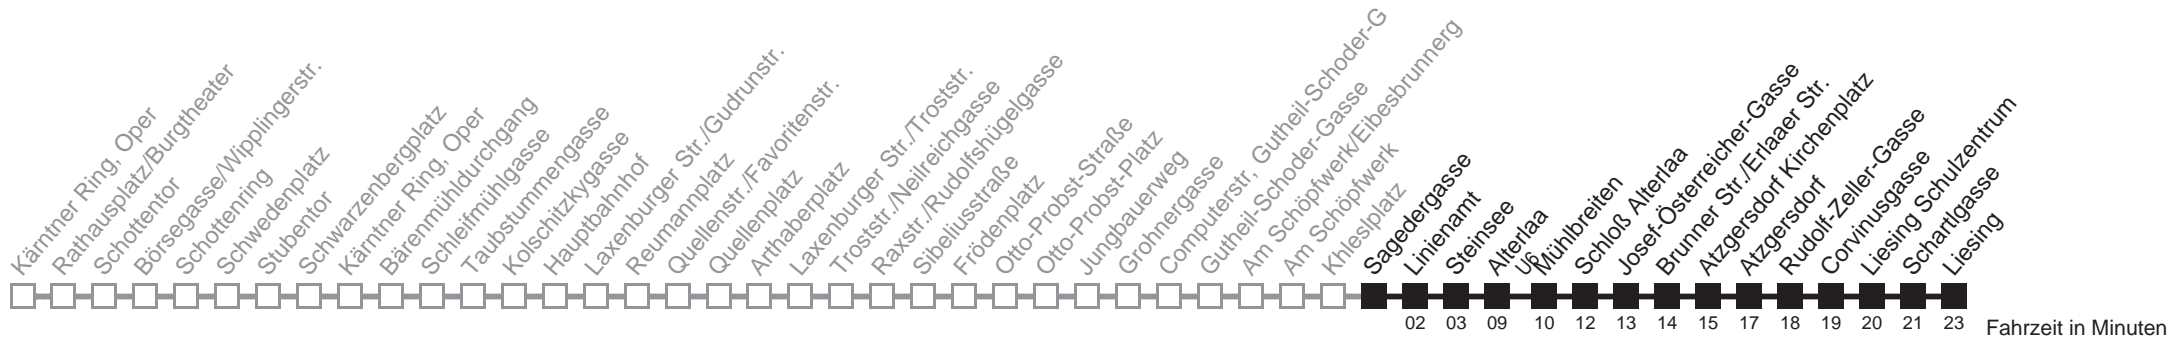 Kärntner Ring, Oper
Rathausplatz/Burgtheater
Schottentor
Börsegasse/Wipplingerstr.
Schottenring
Schwedenplatz
Stubentor
Schwarzenbergplatz
Kärntner Ring, Oper
Bärenmühldurchgang
Schleifmühlgasse
Taubstummengasse
Kolschitzkygasse
Hauptbahnhof
Laxenburger Str./Gudrunstr.
Reumannplatz
Quellenstr./Favoritenstr.
Quellenplatz
Arthaberplatz
Laxenburger Str./Troststr.
Troststr./Neilreichgasse
Raxstr./Rudolfshügelgasse
Sibeliusstraße
Frödenplatz
Otto-Probst-Straße
Otto-Probst-Platz
Jungbauerweg
Grohnergasse
Computerstr, Gutheil-Schoder-G
Gutheil-Schoder-Gasse
Am Schöpfwerk/Eibesbrunnerg
Am Schöpfwerk
Khleslplatz
Sagedergasse
Linienamt
Steinsee
Alterlaa
U6
Mühlbreiten
Schloß Alterlaa
Josef-Österreicher-Gasse
Brunner Str./Erlaaer Str.
Atzgersdorf Kirchenplatz
Atzgersdorf
Rudolf-Zeller-Gasse
Corvinusgasse
Liesing Schulzentrum
Schartlgasse
Liesing
02 03 09 10 12 13 14 15 17 18 19 20 21 23 Fahrzeit in Minuten